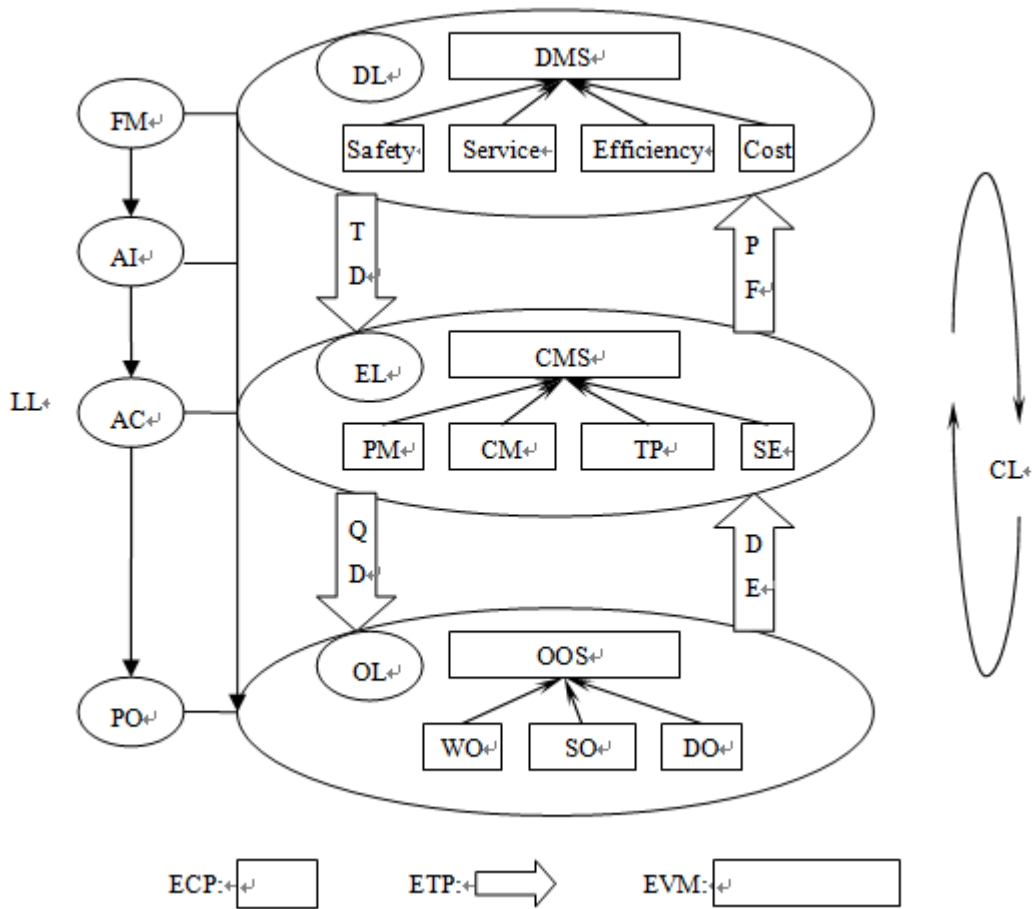 DL
DMS
FM
Safety
Service
Efficiency
Cost
T
D
P
F
AI
EL
CMS
LL
AC
PM
CM
TP
SE
CL
Q
D
D
E
OL
OOS
PO
WO
SO
DO
ECP:
ETP:
EVM: